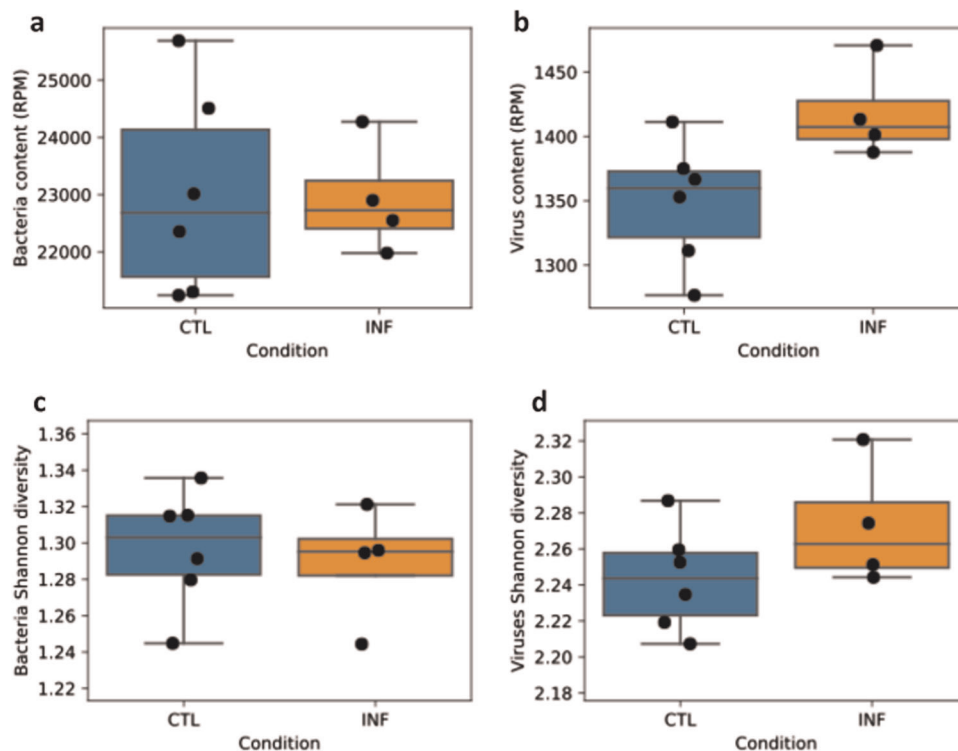 a
Bacteria content (RPM)
25000
24000
23000
22000
CTL
INF
Condition
b
Virus content (RPM)
1450
1400
1350
1300
CTL
INF
Condition
c
Bacteria Shannon diversity
1.36
1.34
1.32
1.30
1.28
1.26
1.24
1.22
CTL
INF
Condition
d
Viruses Shannon diversity
2.32
2.30
2.28
2.26
2.24
2.22
2.20
2.18
CTL
INF
Condition